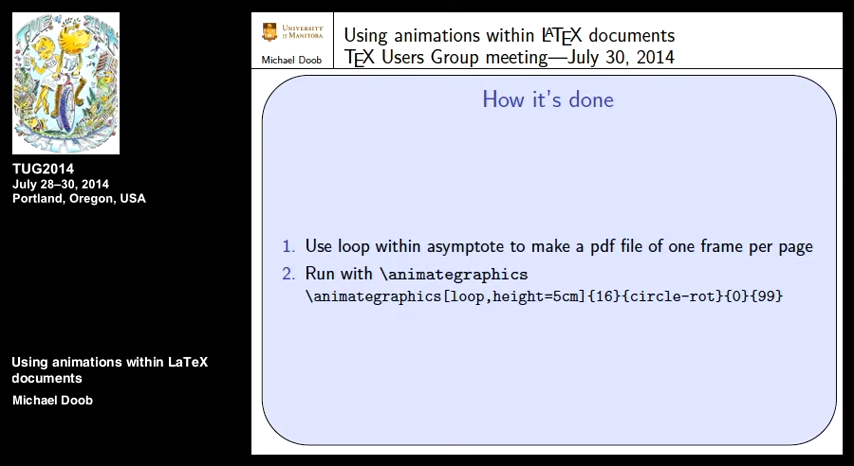 TUG2014
July 28–30, 2014
Portland, Oregon, USA
Using animations within LaTeX
documents
Michael Doob
UNIVERSITY
OF MANITOBA
Michael Doob
Using animations within LATEX documents
TEX Users Group meeting—July 30, 2014
How it's done
1. Use loop within asymptote to make a pdf file of one frame per page
2. Run with \animategraphics
\animategraphics[loop,height=5cm]{16}{circle-rot}{0}{99}